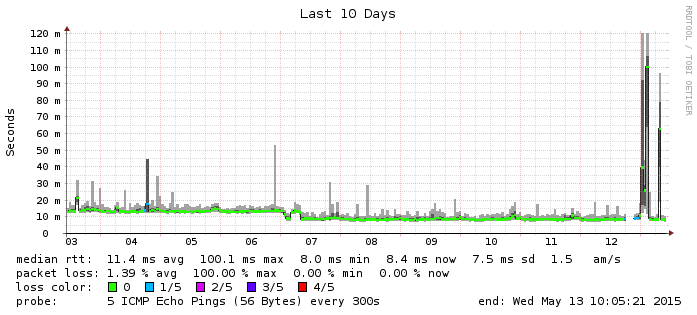 Last 10 Days
RRDTOOL / TOBI OETIKER
Seconds
120 m
110 m
100 m
90 m
80 m
70 m
60 m
50 m
40 m
30 m
20 m
10 m
0
03 04 05 06 07 08 09 10 11 12
median rtt: 11.4 ms avg 100.1 ms max 8.0 ms min 8.4 ms now 7.5 ms sd 1.5 am/s
packet loss: 1.39 % avg 100.00 % max 0.00 % min 0.00 % now
loss color: 0 1/5 2/5 3/5 4/5
probe: 5 ICMP Echo Pings (56 Bytes) every 300s end: Wed May 13 10:05:21 2015